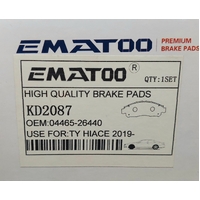 EMATOO
PREMIUM
BRAKE PADS
EMATOO®
QTY:1SET
HIGH QUALITY BRAKE PADS
KD2087
OEM:04465-26440
USE FOR:TY HIACE 2019-